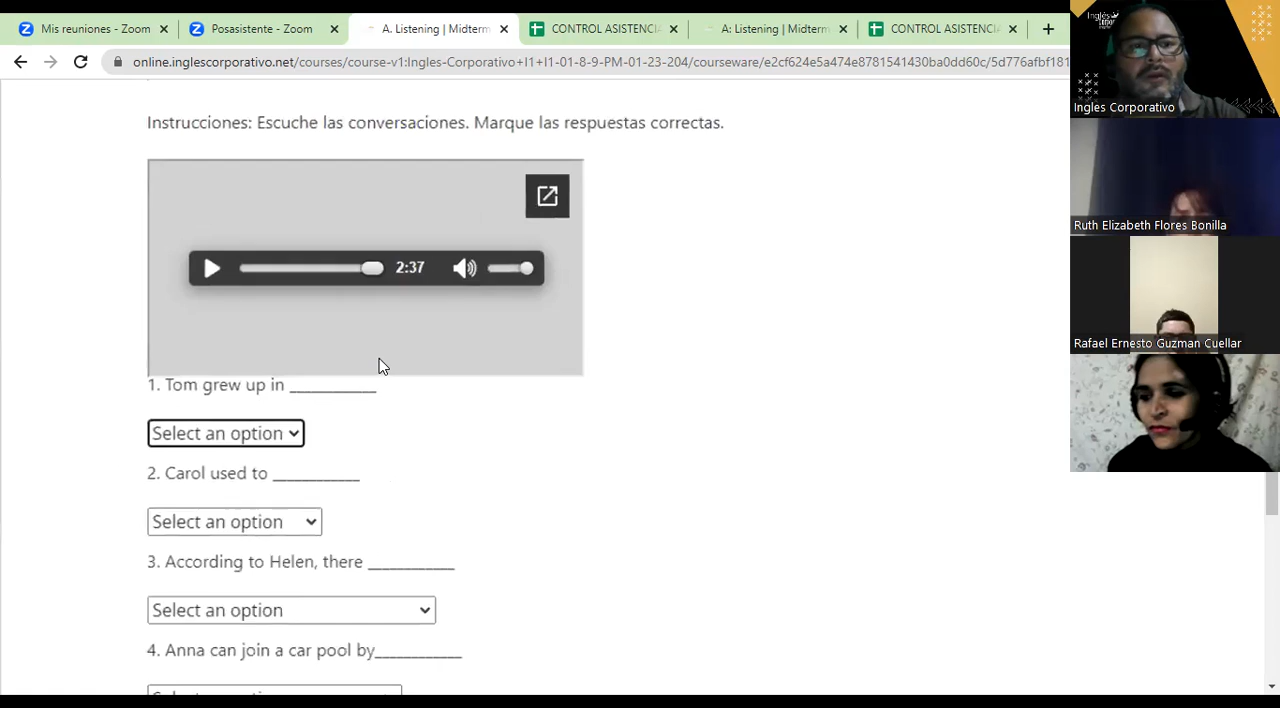 Mis reuniones - Zoom
Posasistente - Zoom
A. Listening | Midterm
CONTROL ASISTENCIA
A: Listening | Midterm
CONTROL ASISTENCIA
online.inglescorporativo.net/courses/course-v1:Ingles-Corporativo+I1+I1-01-8-9-PM-01-23-204/courseware/e2cf624e5a474e8781541430ba0dd60c/5d776afbf181
Instrucciones: Escuche las conversaciones. Marque las respuestas correctas.
2:37
1. Tom grew up in ___________
Select an option
2. Carol used to ___________
Select an option
3. According to Helen, there ___________
Select an option
4. Anna can join a car pool by___________
Inglés
Ingles Corporativo
Ruth Elizabeth Flores Bonilla
Rafael Ernesto Guzman Cuellar